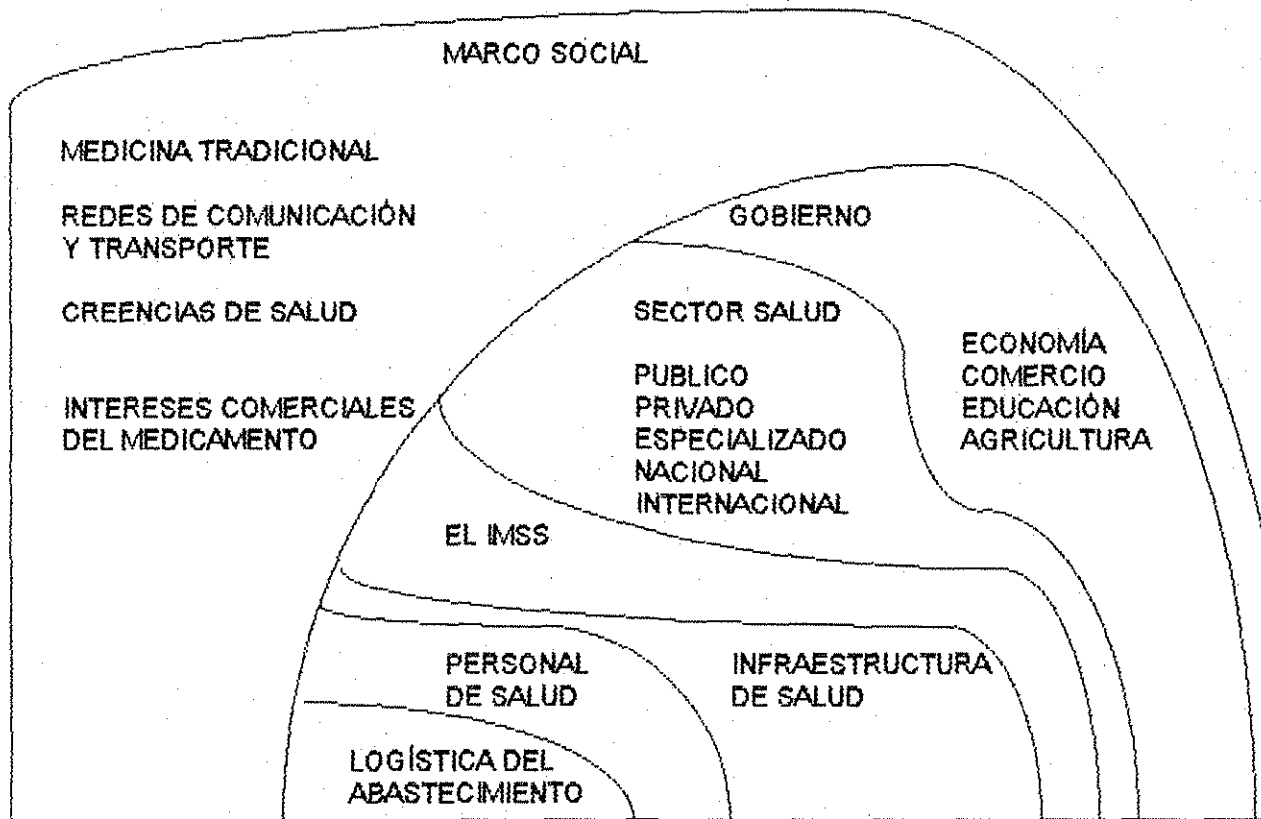 MARCO SOCIAL
MEDICINA TRADICIONAL
REDES DE COMUNICACIÓN
Y TRANSPORTE
CREENCIAS DE SALUD
INTERESES COMERCIALES
DEL MEDICAMENTO
GOBIERNO
SECTOR SALUD
PUBLICO
PRIVADO
ESPECIALIZADO
NACIONAL
INTERNACIONAL
ECONOMÍA
COMERCIO
EDUCACIÓN
AGRICULTURA
EL IMSS
PERSONAL
DE SALUD
INFRAESTRUCTURA
DE SALUD
LOGÍSTICA DEL
ABASTECIMIENTO